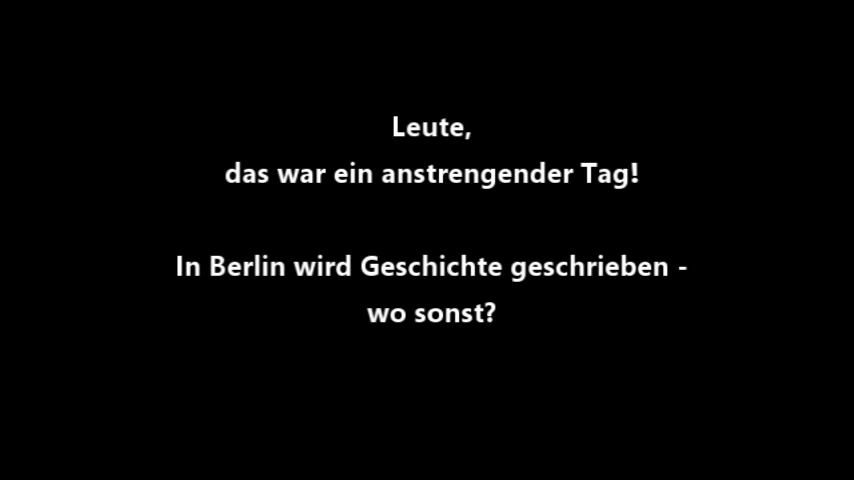 Leute,
das war ein anstrengender Tag!
In Berlin wird Geschichte geschrieben -
wo sonst?